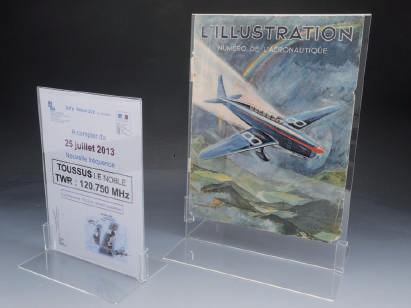 A compter du
25 juillet 2013
Nouvelle fréquence
TOUSSUS LE NOBLE
TWR : 120.750 MHz
L'ILLUSTRATION
NUMÉRO DE L'AÉRONAUTIQUE